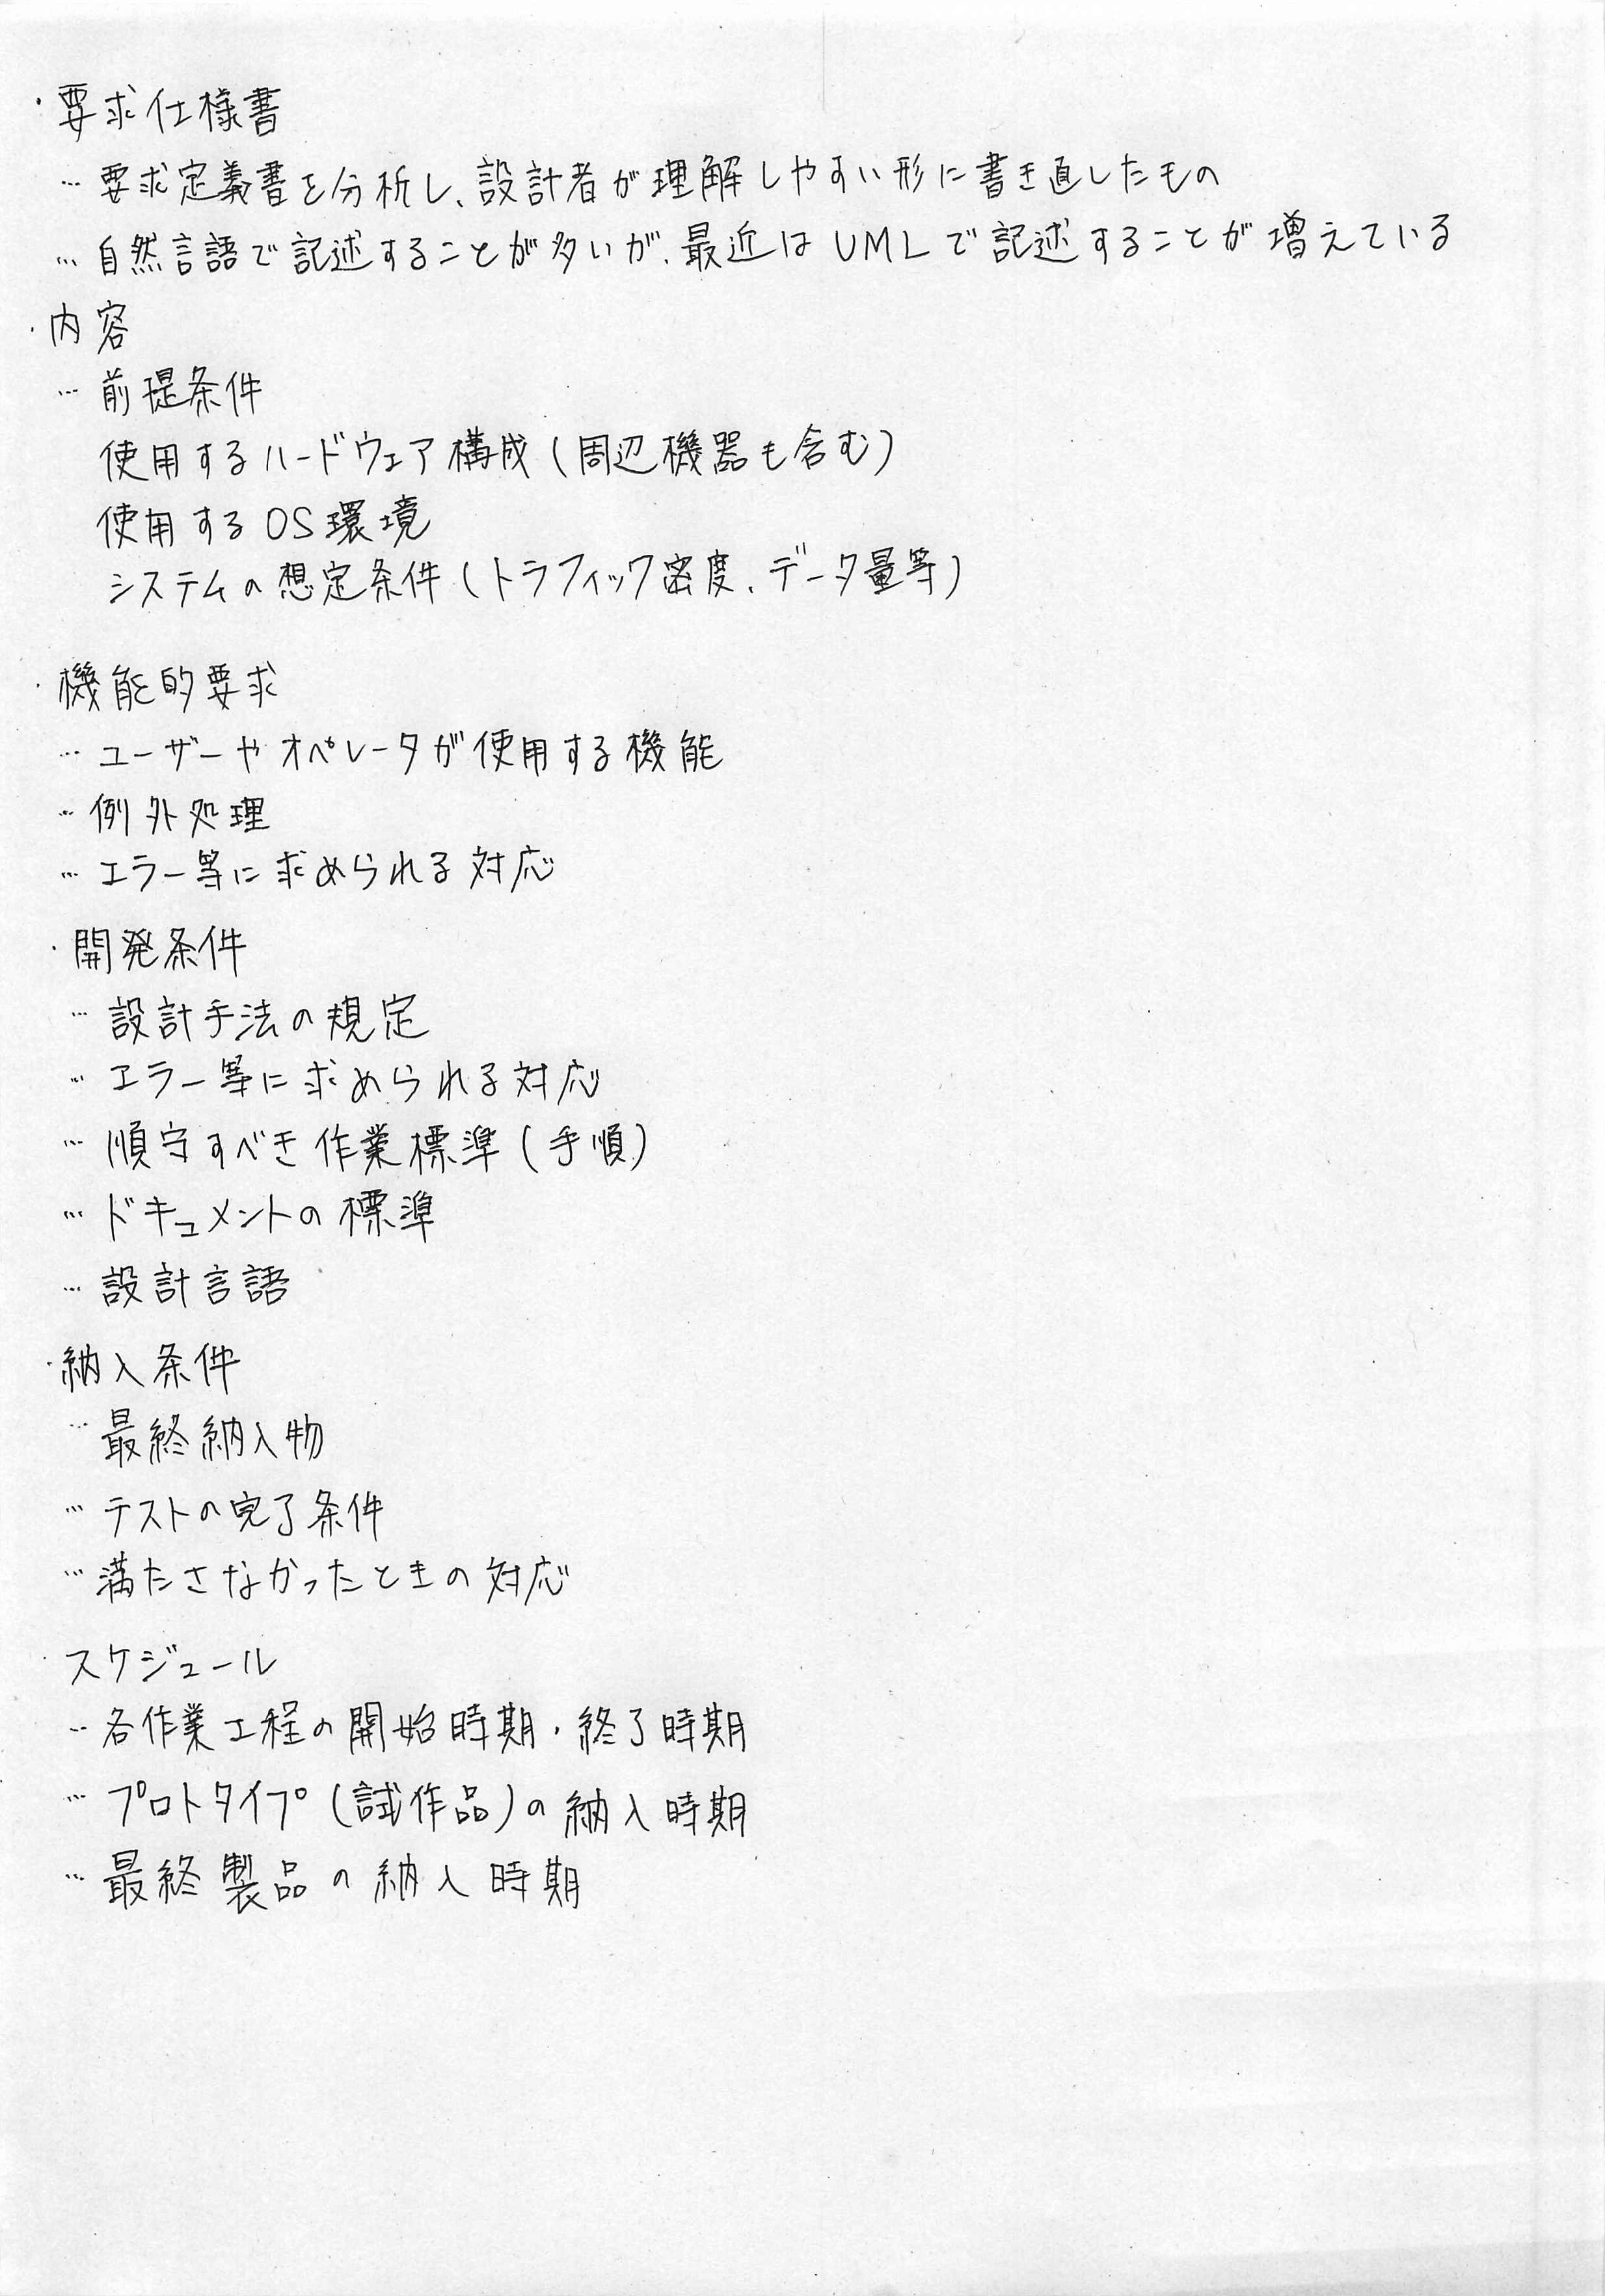 ・要求仕様書
… 要求定義書を分析し、設計者が理解しやすい形に書き直したもの
… 自然言語で記述することが多いが、最近はUMLで記述することが増えている
・内容
… 前提条件
使用するハードウェア構成(周辺機器も含む)
使用するOS環境
システムの想定条件(トラフィック密度、データ量等)
・機能的要求
… ユーザーやオペレータが使用する機能
… 例外処理
… エラー等に求められる対応
・開発条件
… 設計手法の規定
… エラー等に求められる対応
… 順守すべき作業標準(手順)
… ドキュメントの標準
… 設計言語
・納入条件
… 最終納入物
… テストの完了条件
… 満たさなかったときの対応
・スケジュール
…各作業工程の開始時期・終了時期
… プロトタイプ(試作品)の納入時期
… 最終製品の納入時期